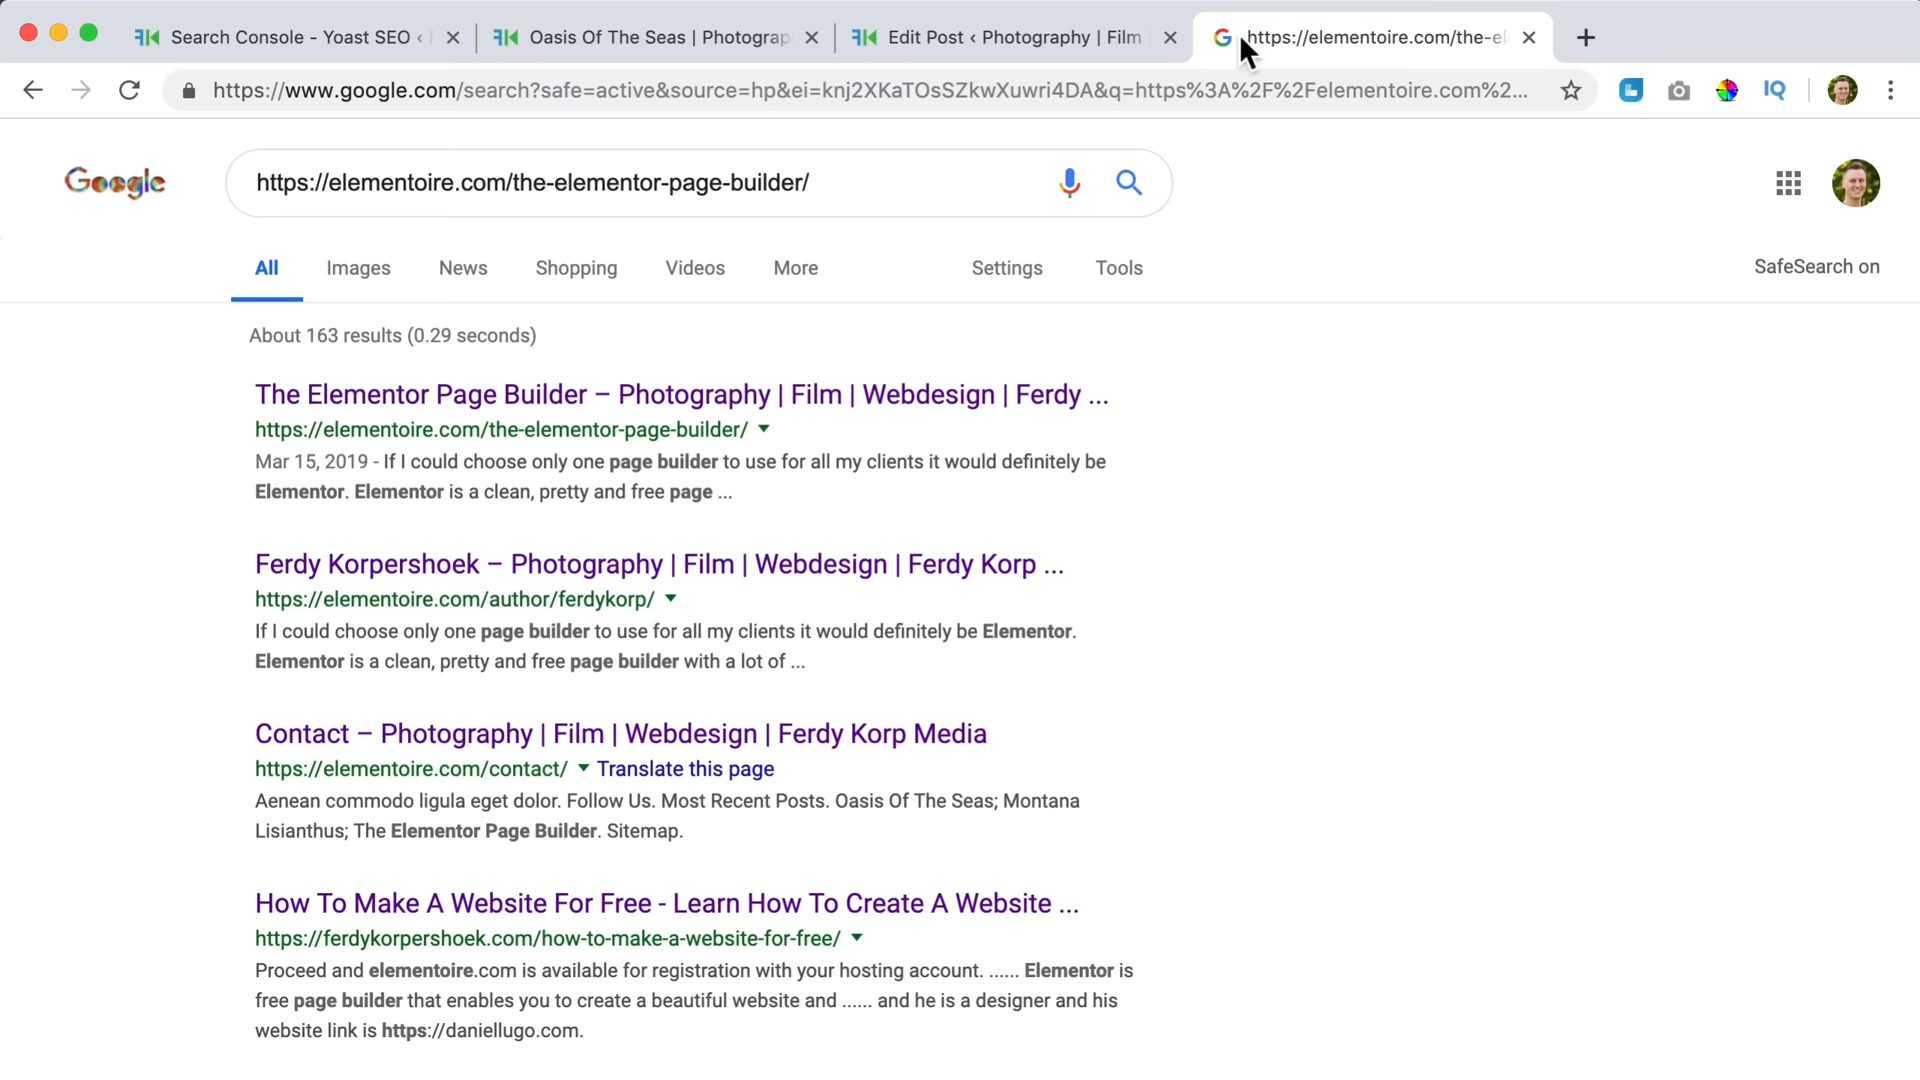 Search Console - Yoast SEO ‹
Oasis Of The Seas | Photograp
Edit Post ‹ Photography | Film
https://elementoire.com/the-el
https://www.google.com/search?safe=active&source=hp&ei=knj2XKaTOsSZkwXuwri4DA&q=https%3A%2F%2Felementoire.com%2...
IQ
Google
https://elementoire.com/the-elementor-page-builder/
All
Images
News
Shopping
Videos
More
Settings
Tools
SafeSearch on
About 163 results (0.29 seconds)
The Elementor Page Builder – Photography | Film | Webdesign | Ferdy ...
https://elementoire.com/the-elementor-page-builder/
Mar 15, 2019 - If I could choose only one page builder to use for all my clients it would definitely be
Elementor. Elementor is a clean, pretty and free page ...
Ferdy Korpershoek – Photography | Film | Webdesign | Ferdy Korp ...
https://elementoire.com/author/ferdykorp/
If I could choose only one page builder to use for all my clients it would definitely be Elementor.
Elementor is a clean, pretty and free page builder with a lot of ...
Contact – Photography | Film | Webdesign | Ferdy Korp Media
https://elementoire.com/contact/ Translate this page
Aenean commodo ligula eget dolor. Follow Us. Most Recent Posts. Oasis Of The Seas; Montana
Lisianthus; The Elementor Page Builder. Sitemap.
How To Make A Website For Free - Learn How To Create A Website ...
https://ferdykorpershoek.com/how-to-make-a-website-for-free/
Proceed and elementoire.com is available for registration with your hosting account. ...... Elementor is
free page builder that enables you to create a beautiful website and ...... and he is a designer and his
website link is https://daniellugo.com.